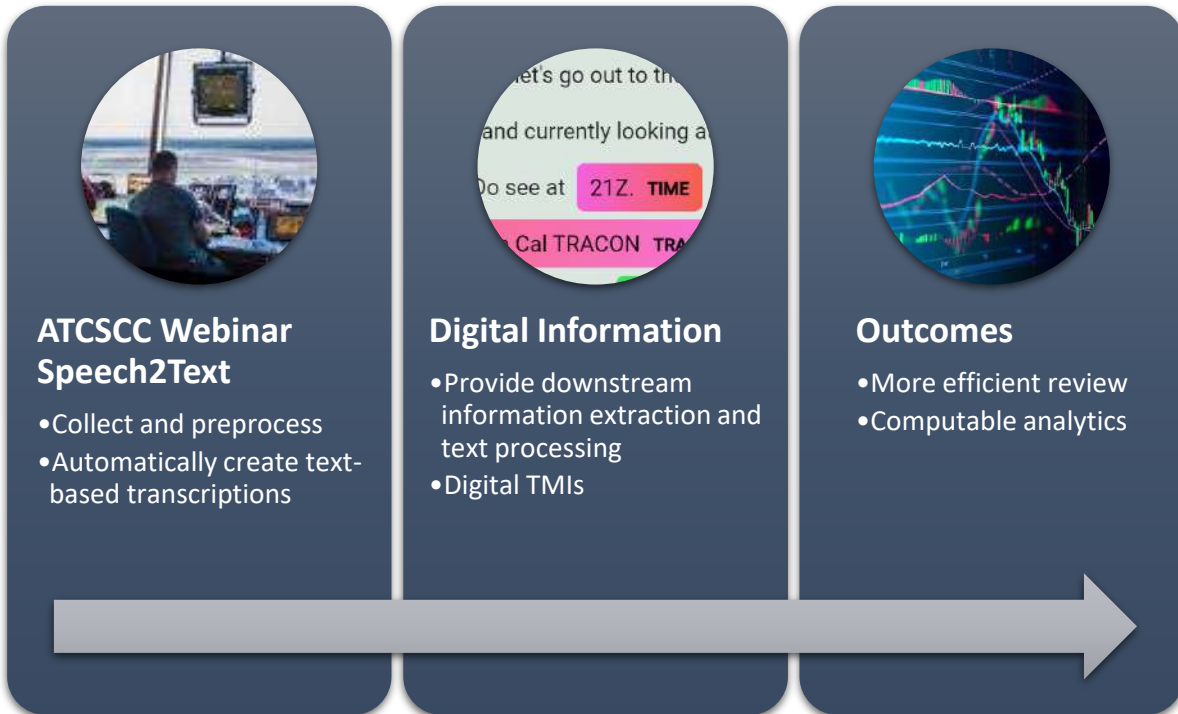 let's go out to th
and currently looking a
Do see at 21Z. TIME
Cal TRACON TRA
ATCSCC Webinar
Speech2Text
•Collect and preprocess
•Automatically create text-
based transcriptions
Digital Information
•Provide downstream
information extraction and
text processing
•Digital TMIs
Outcomes
•More efficient review
•Computable analytics